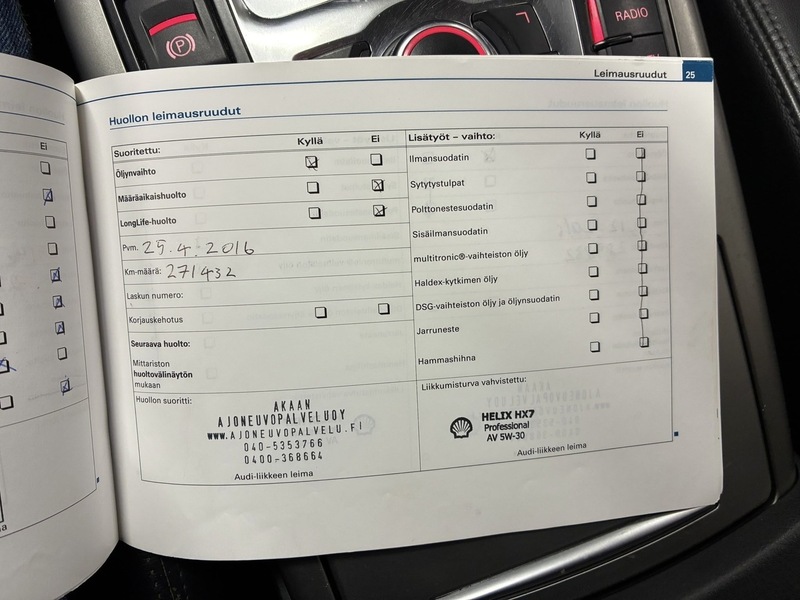 RADIO
Leimausruudut 25
Huollon leimausruudut
Ei
Suoritettu: Kyllä Ei
Öljynvaihto
Määräaikaishuolto
LongLife-huolto
Pvm. 25.4.2016
Km-määrä: 271432
Laskun numero:
Korjauskehotus
Seuraava huolto:
Mittariston
huoltovälinäytön
mukaan
Huollon suoritti:
AKAAN
AJONEUVOPALVELUOY
www.AJONEUVOPALVELU.FI
040-5353766
0400-368664
Audi-liikkeen leima
Lisätyöt – vaihto: Kyllä Ei
Ilmansuodatin
Sytytystulpat
Polttonestesuodatin
Sisäilmansuodatin
multitronic®-vaihteiston öljy
Haldex-kytkimen öljy
DSG-vaihteiston öljy ja öljynsuodatin
Jarruneste
Hammashihna
Liikkumisturva vahvistettu:
HELIX HX7
Professional
AV 5W-30
Audi-liikkeen leima